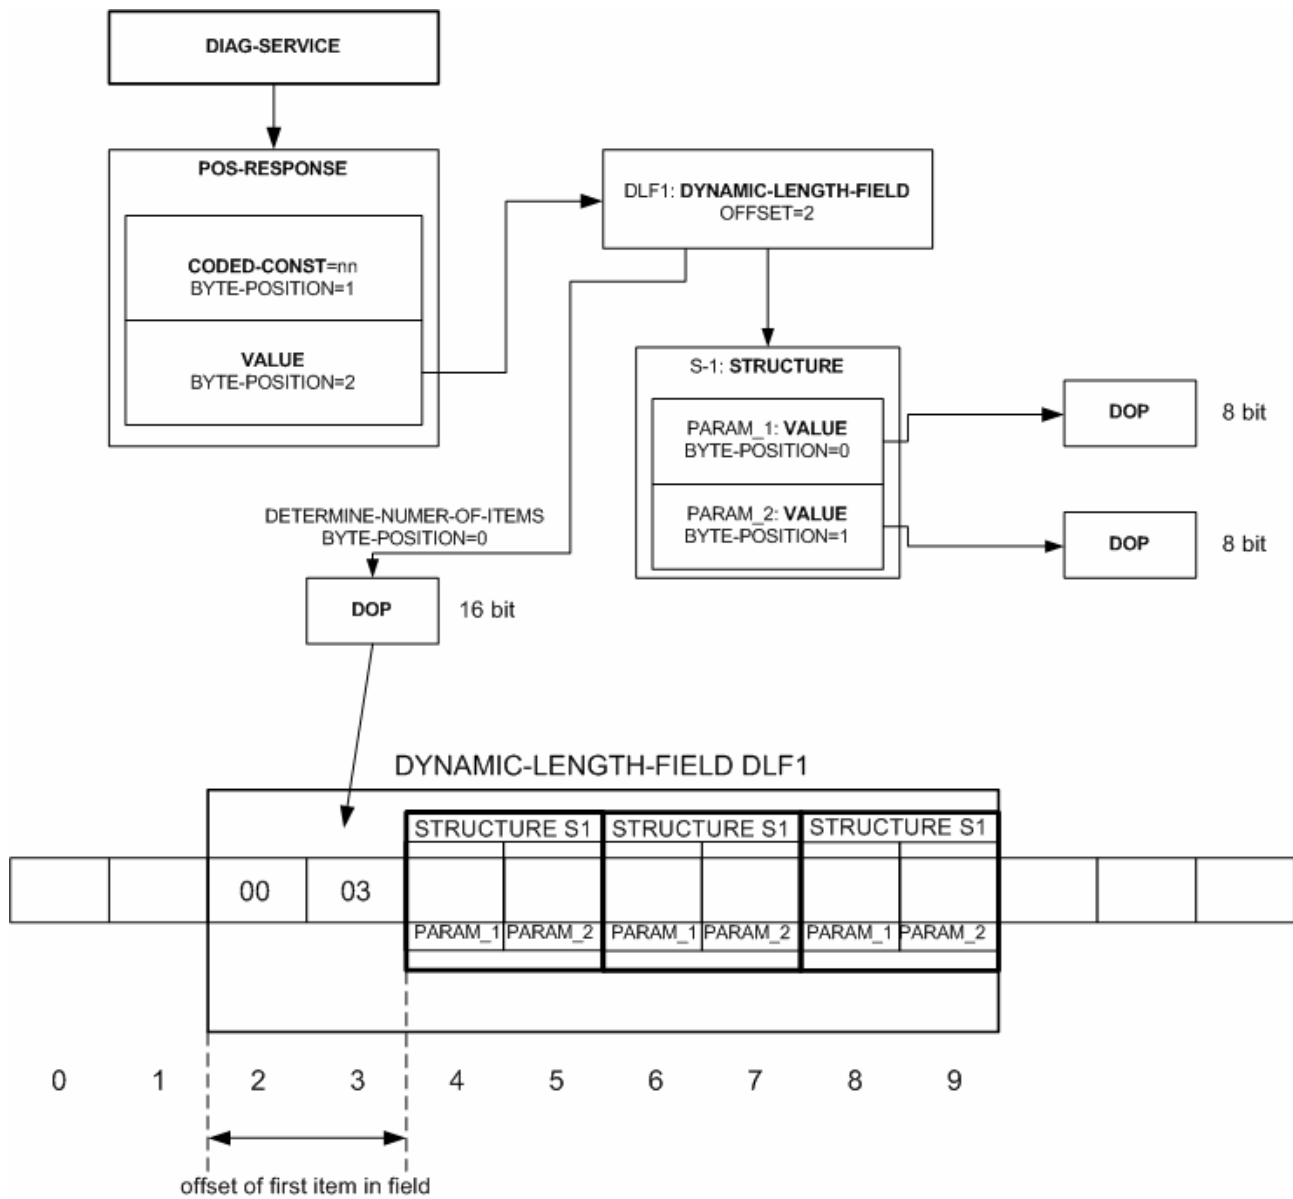 DIAG-SERVICE
POS-RESPONSE
CODED-CONST=nn
BYTE-POSITION=1
VALUE
BYTE-POSITION=2
DLF1: DYNAMIC-LENGTH-FIELD
OFFSET=2
S-1: STRUCTURE
PARAM_1: VALUE
BYTE-POSITION=0
PARAM_2: VALUE
BYTE-POSITION=1
DOP
8 bit
DOP
8 bit
DETERMINE-NUMER-OF-ITEMS
BYTE-POSITION=0
DOP
16 bit
DYNAMIC-LENGTH-FIELD DLF1
STRUCTURE S1 STRUCTURE S1 STRUCTURE S1
00 03
PARAM_1 PARAM_2 PARAM_1 PARAM_2 PARAM_1 PARAM_2
0 1 2 3 4 5 6 7 8 9
offset of first item in field